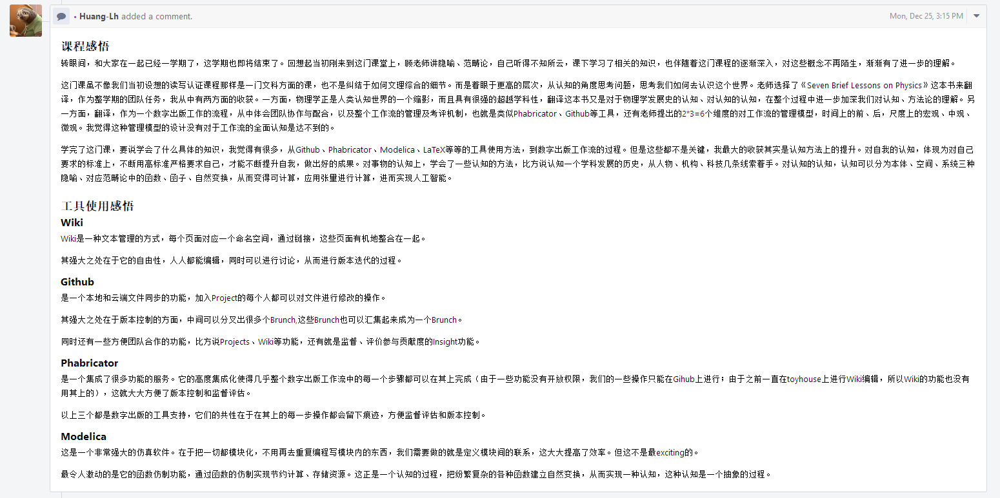 • Huang-Lh added a comment.
Mon, Dec 25, 3:15 PM
课程感悟
转眼间，和大家在一起已经一学期了，这学期也即将结束了。回想起当初刚来到这门课堂上，顾老师讲隐喻、范畴论，自己听得不知所云，课下学习了相关的知识，也伴随着这门课程的逐渐深入，对这些概念不再陌生，渐渐有了进一步的理解。
这门课虽不像我们当初设想的读写认证课程那样是一门文科方面的课，也不是纠结于如何文理综合的细节。而是着眼于更高的层次，从认知的角度思考问题，思考我们如何去认识这个世界。老师选择了《Seven Brief Lessons on Physics》这本书来翻
译，作为整学期的团队任务，我从中有两方面的收获。一方面，物理学正是人类认知世界的一个缩影，而且具有很强的超越学科性，翻译这本书又是对于物理学发展史的认知、对认知的认知，在整个过程中进一步加深我们对认知、方法论的理解。另
一方面，翻译，作为一个数字出版工作的流程，从中体会团队协作与配合，以及整个工作流的管理及考评机制，也就是类似Phabricator、Github等工具，还有老师提出的2*3=6个维度的对工作流的管理模型，时间上的前、后，尺度上的宏观、中观、
微观。我觉得这种管理模型的设计没有对于工作流的全面认知是达不到的。
学完了这门课，要说学会了什么具体的知识，我觉得有很多，从Github、Phabricator、Modelica、LaTeX等等的工具使用方法，到数字出版工作流的过程。但是这些都不是关键，我最大的收获其实是认知方法上的提升。对自我的认知，体现为对自己
要求的标准上，不断用高标准严格要求自己，才能不断提升自我，做出好的成果。对事物的认知上，学会了一些认知的方法，比方说认知一个学科发展的历史，从人物、机构、科技几条线索着手。对认知的认知，认知可以分为本体、空间、系统三种
隐喻、对应范畴论中的函数、函子、自然变换，从而变得可计算，应用张量进行计算，进而实现人工智能。
工具使用感悟
Wiki
Wiki是一种文本管理的方式，每个页面对应一个命名空间，通过链接，这些页面有机地整合在一起。
其强大之处在于它的自由性，人人都能编辑，同时可以进行讨论，从而进行版本迭代的过程。
Github
是一个本地和云端文件同步的功能，加入Project的每个人都可以对文件进行修改的操作。
其强大之处在于版本控制的方面，中间可以分叉出很多个Brunch,这些Brunch也可以汇集起来成为一个Brunch。
同时还有一些方便团队合作的功能，比方说Projects、Wiki等功能，还有就是监督、评价参与贡献度的Insight功能。
Phabricator
是一个集成了很多功能的服务。它的高度集成化使得几乎整个数字出版工作流中的每一个步骤都可以在其上完成（由于一些功能没有开放权限，我们的一些操作只能在Gihub上进行；由于之前一直在toyhouse上进行Wiki编辑，所以Wiki的功能也没有
用其上的），这就大大方便了版本控制和监督评估。
以上三个都是数字出版的工具支持，它们的共性在于在其上的每一步操作都会留下痕迹，方便监督评估和版本控制。
Modelica
这是一个非常强大的仿真软件。在于把一切都模块化，不用再去重复编程写模块内的东西，我们需要做的就是定义模块间的联系，这大大提高了效率。但这不是最exciting的。
最令人激动的是它的函数仿制功能，通过函数的仿制实现节约计算、存储资源。这正是一个认知的过程，把纷繁复杂的各种函数建立自然变换，从而实现一种认知，这种认知是一个抽象的过程。